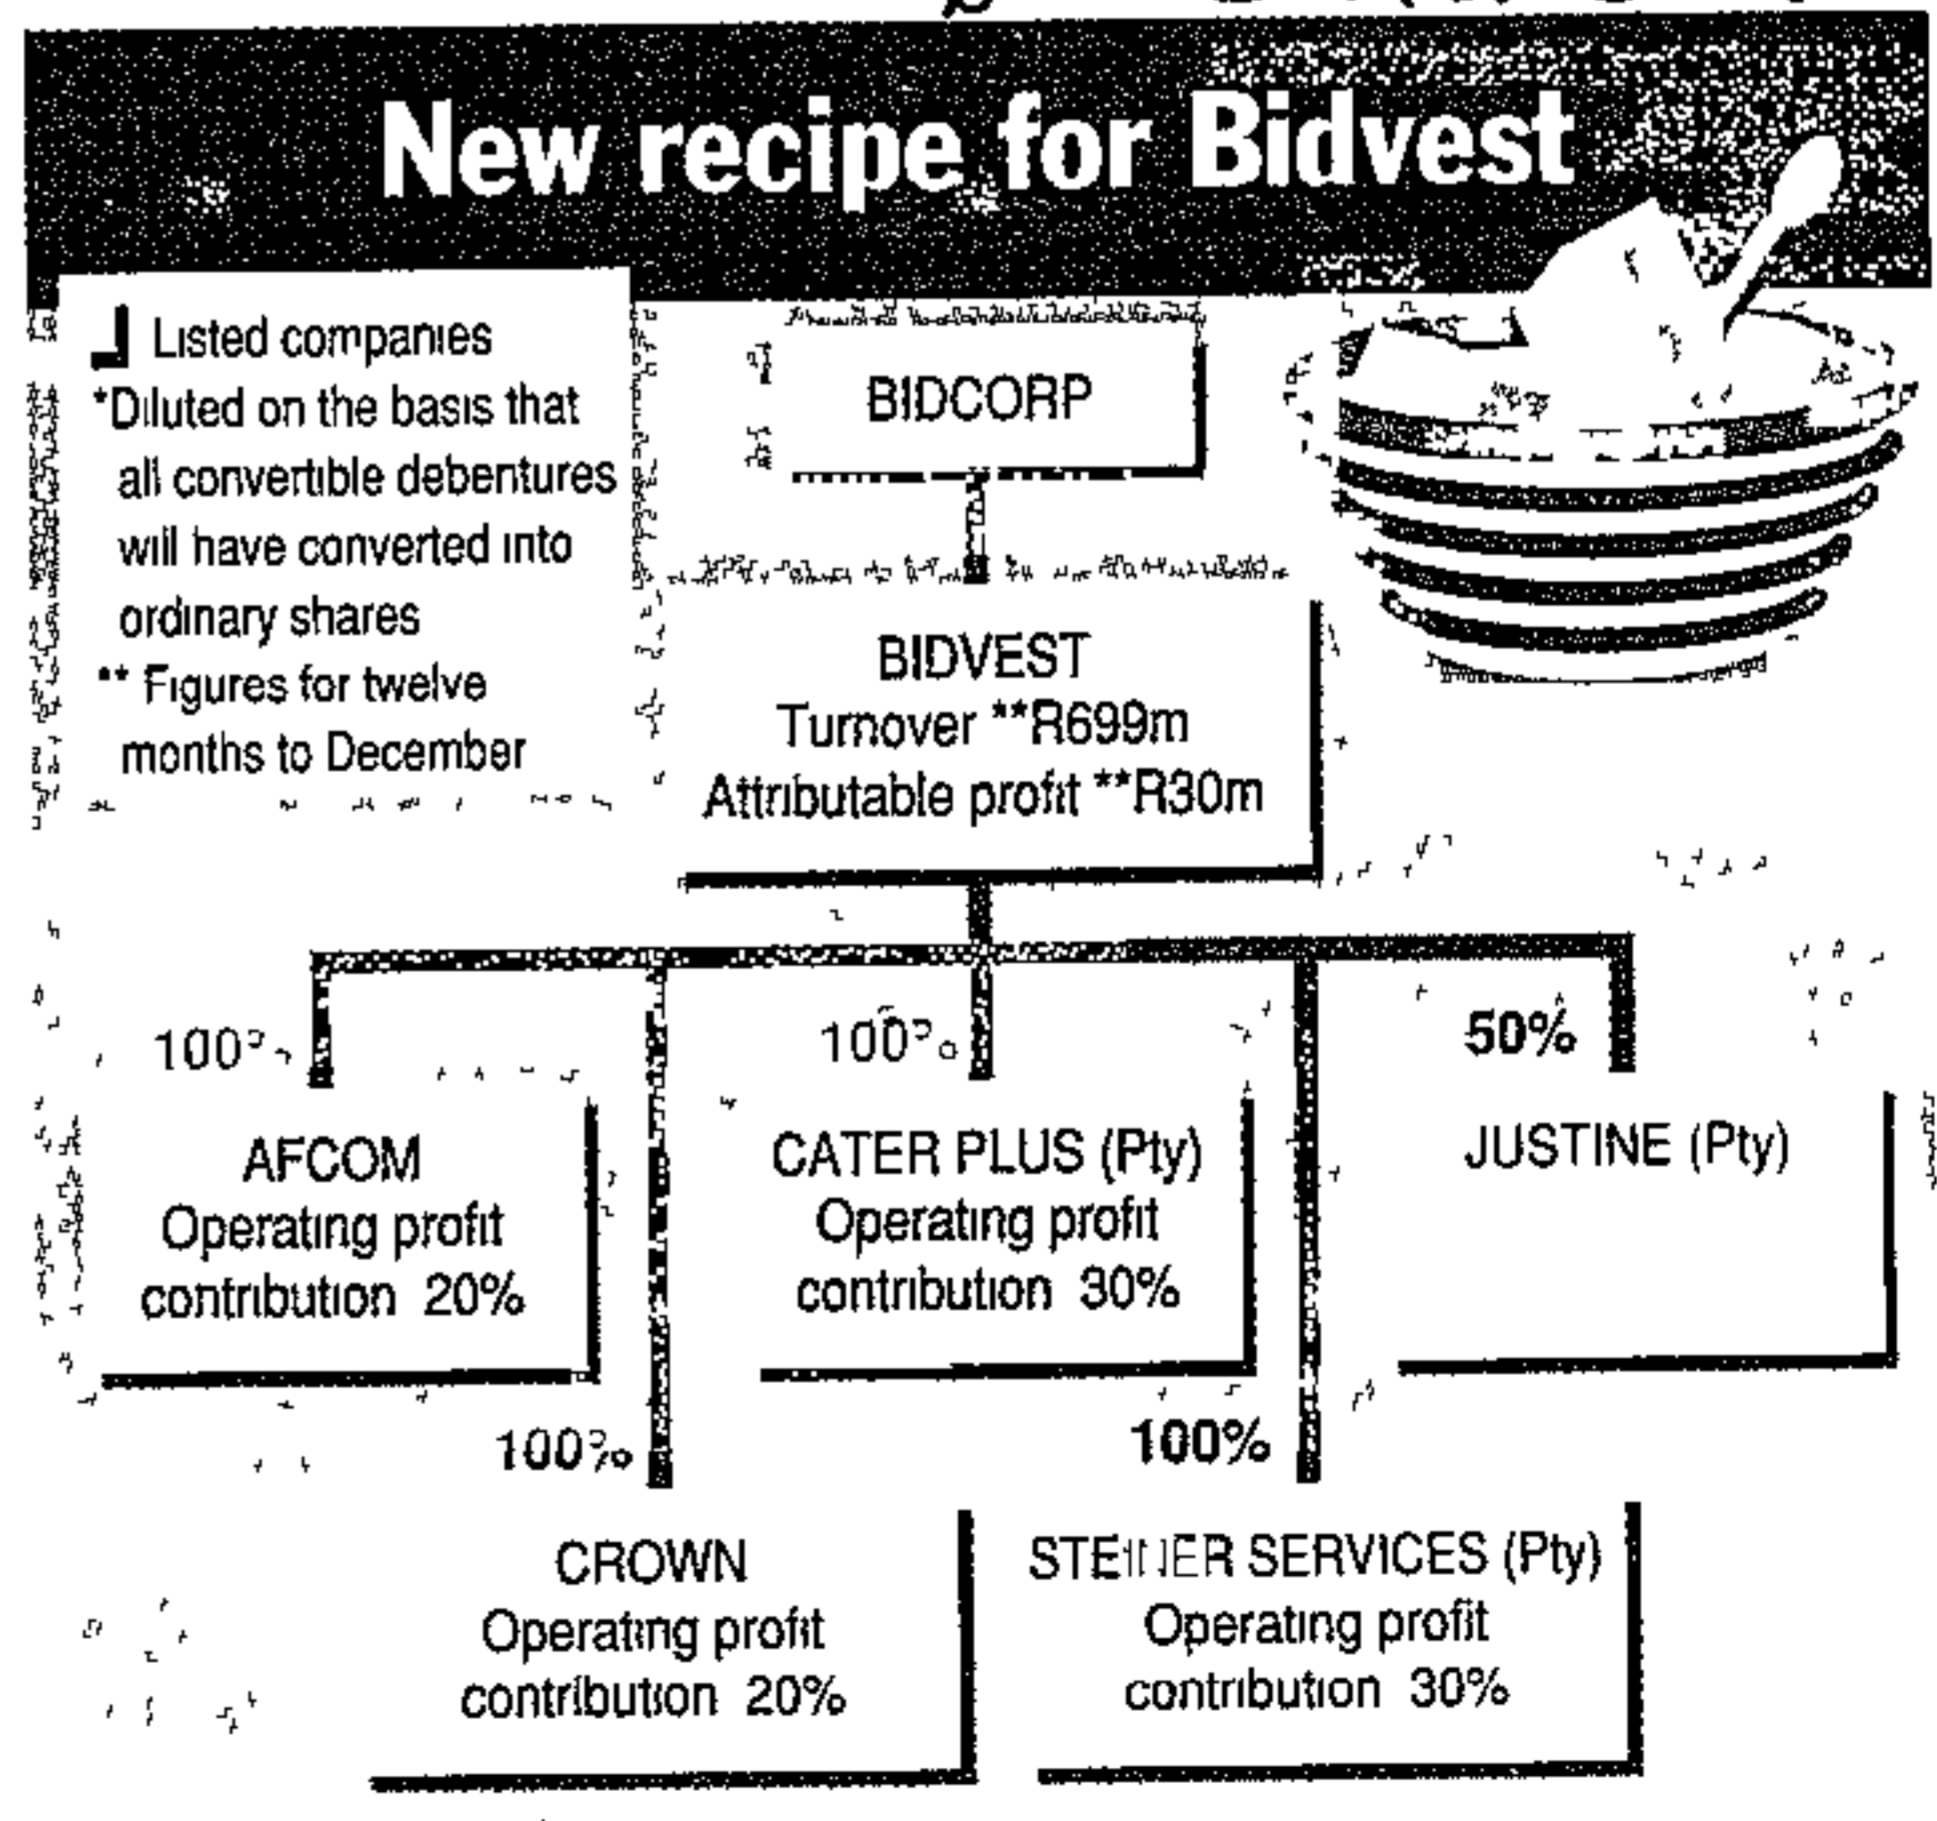 New recipe for Bidvest
Listed companies
*Diluted on the basis that
all convertible debentures
will have converted into
ordinary shares
** Figures for twelve
months to December
BIDCORP
BIDVEST
Turnover **R699m
Attributable profit **R30m
100%
AFCOM
Operating profit
contribution 20%
100%
CATER PLUS (Pty)
Operating profit
contribution 30%
50%
JUSTINE (Pty)
100%
CROWN
Operating profit
contribution 20%
100%
STEINER SERVICES (Pty)
Operating profit
contribution 30%